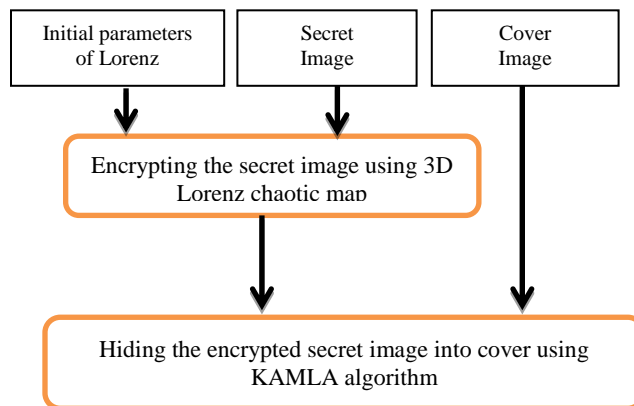 Initial parameters
of Lorenz
Secret
Image
Cover
Image
Encrypting the secret image using 3D
Lorenz chaotic map
Hiding the encrypted secret image into cover using
KAMLA algorithm